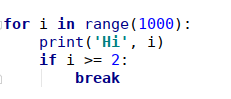 for i in range(1000):
    print('Hi', i)
    if i >= 2:
        break